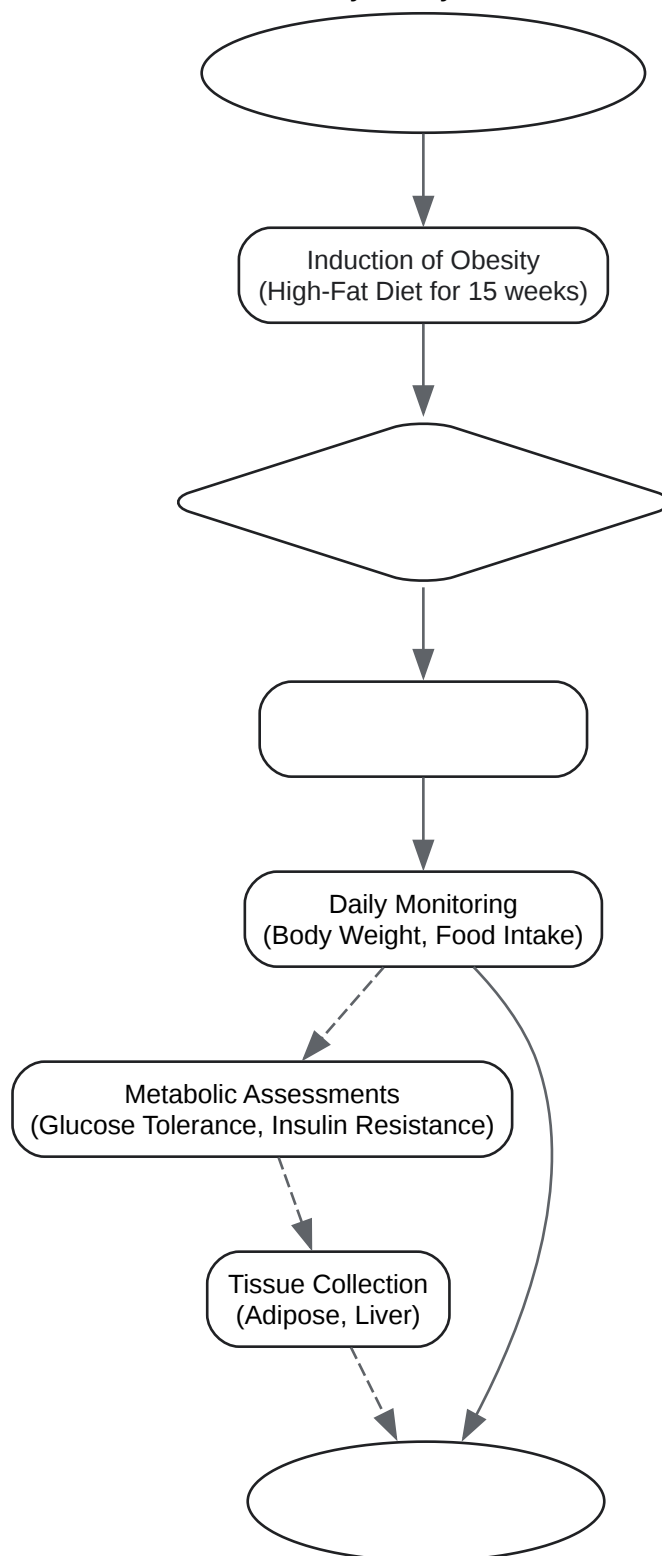 Induction of Obesity
(High-Fat Diet for 15 weeks)
Daily Monitoring
(Body Weight, Food Intake)
Metabolic Assessments
(Glucose Tolerance, Insulin Resistance)
Tissue Collection
(Adipose, Liver)